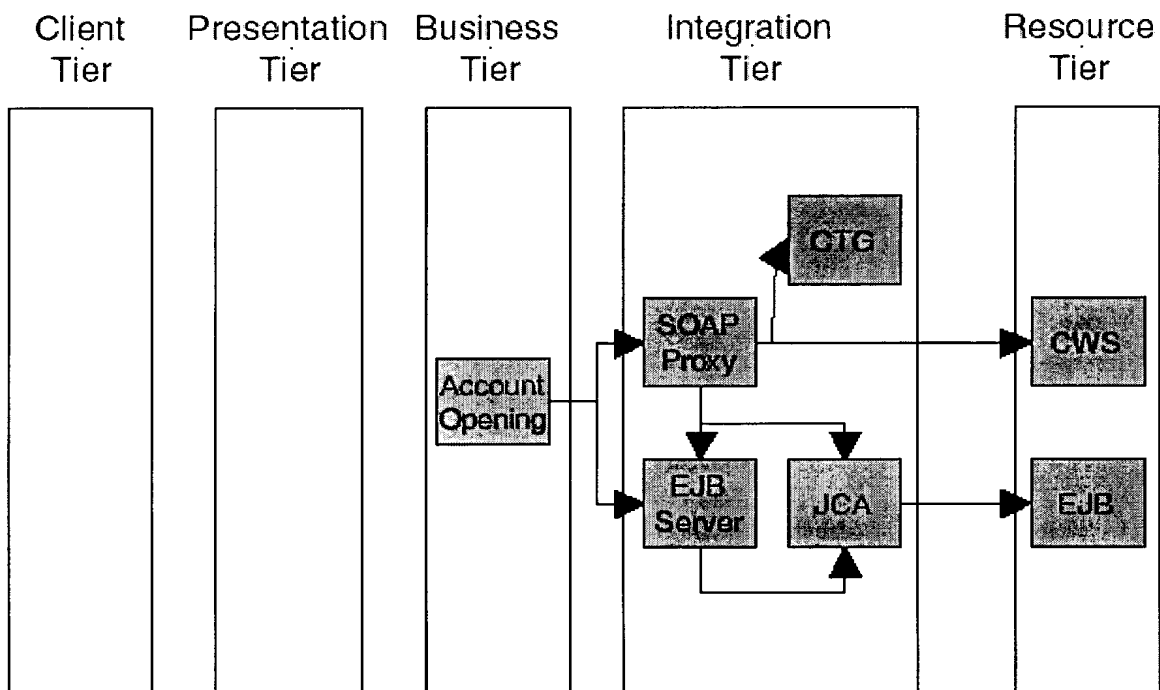 Client Tier
Presentation Tier
Business Tier
Integration Tier
Resource Tier
CTG
SOAP
Proxy
CWS
Account
Opening
EJB
Server
JCA
EJB